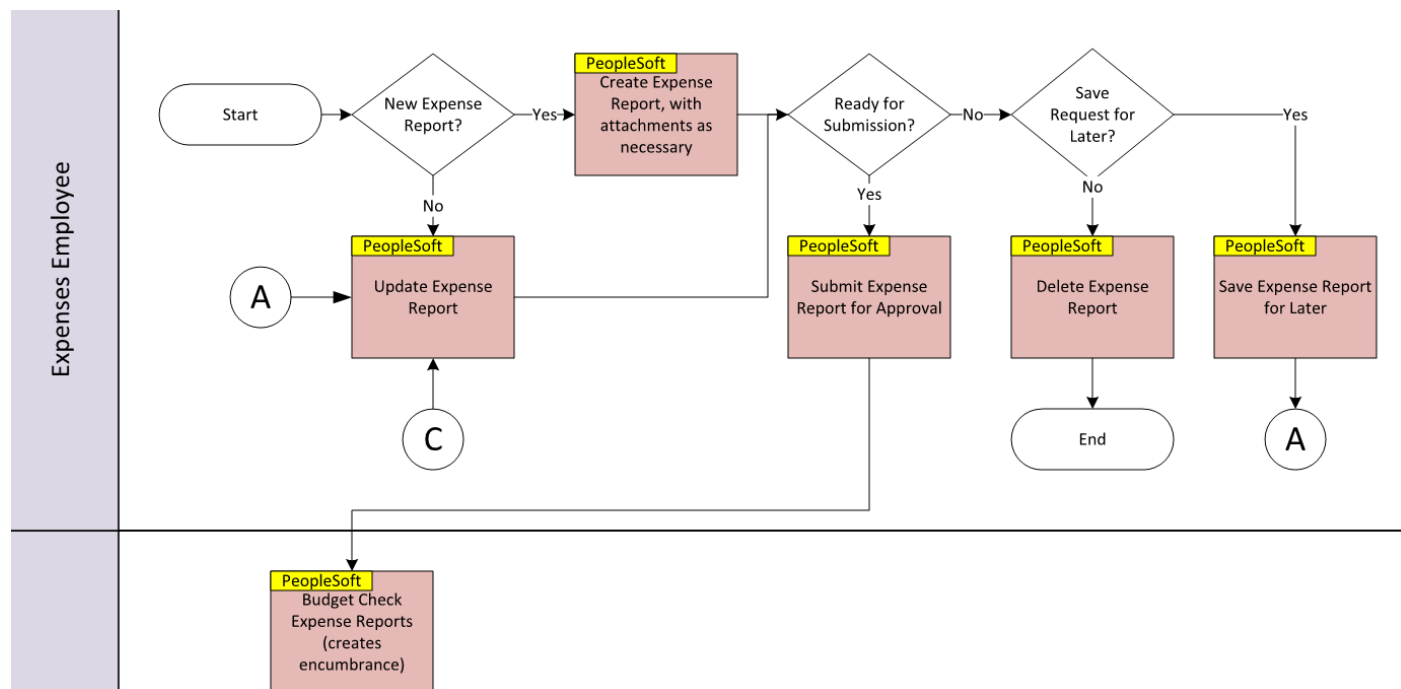 Expenses Employee
Start
New Expense
Report?
Yes
PeopleSoft
Create Expense
Report, with
attachments as
necessary
Ready for
Submission?
No
Save
Request for
Later?
Yes
No
Yes
No
A
PeopleSoft
Update Expense
Report
PeopleSoft
Submit Expense
Report for Approval
PeopleSoft
Delete Expense
Report
PeopleSoft
Save Expense Report
for Later
C
End
A
PeopleSoft
Budget Check
Expense Reports
(creates
encumbrance)